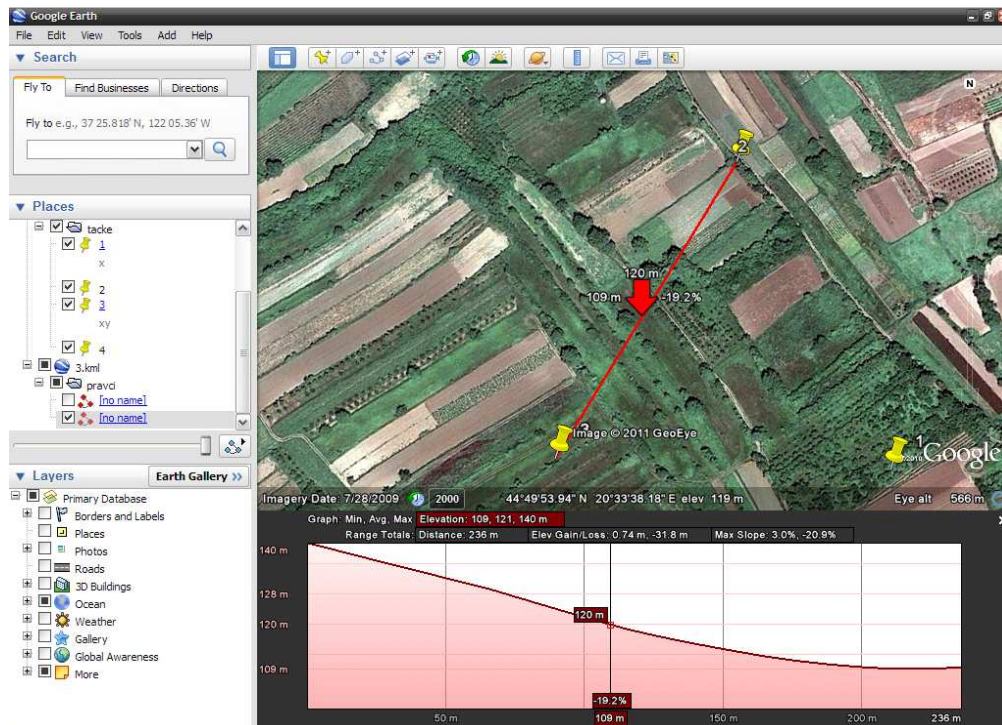 Google Earth
File Edit View Tools Add Help
Search
Fly To Find Businesses Directions
Fly to e.g., 37 25.818' N, 122 05.36' W
Places
tacke
1
x
2
3
xy
4
3.kml
pravci
[no name]
[no name]
Layers
Earth Gallery >>
Primary Database
Borders and Labels
Places
Photos
Roads
3D Buildings
Ocean
Weather
Gallery
Global Awareness
More
N
2
120 m
109 m -19.2%
3
Image © 2011 GeoEye
1
©2010 Google
Imagery Date: 7/28/2009 2000 44°49'53.94" N 20°33'38.18" E elev 119 m Eye alt 566 m
Graph: Min, Avg, Max Elevation: 109, 121, 140 m
Range Totals: Distance: 236 m Elev Gain/Loss: 0.74 m, -31.8 m Max Slope: 3.0%, -20.9%
140 m
128 m
120 m
109 m
120 m
-19.2%
50 m 109 m 150 m 200 m 236 m